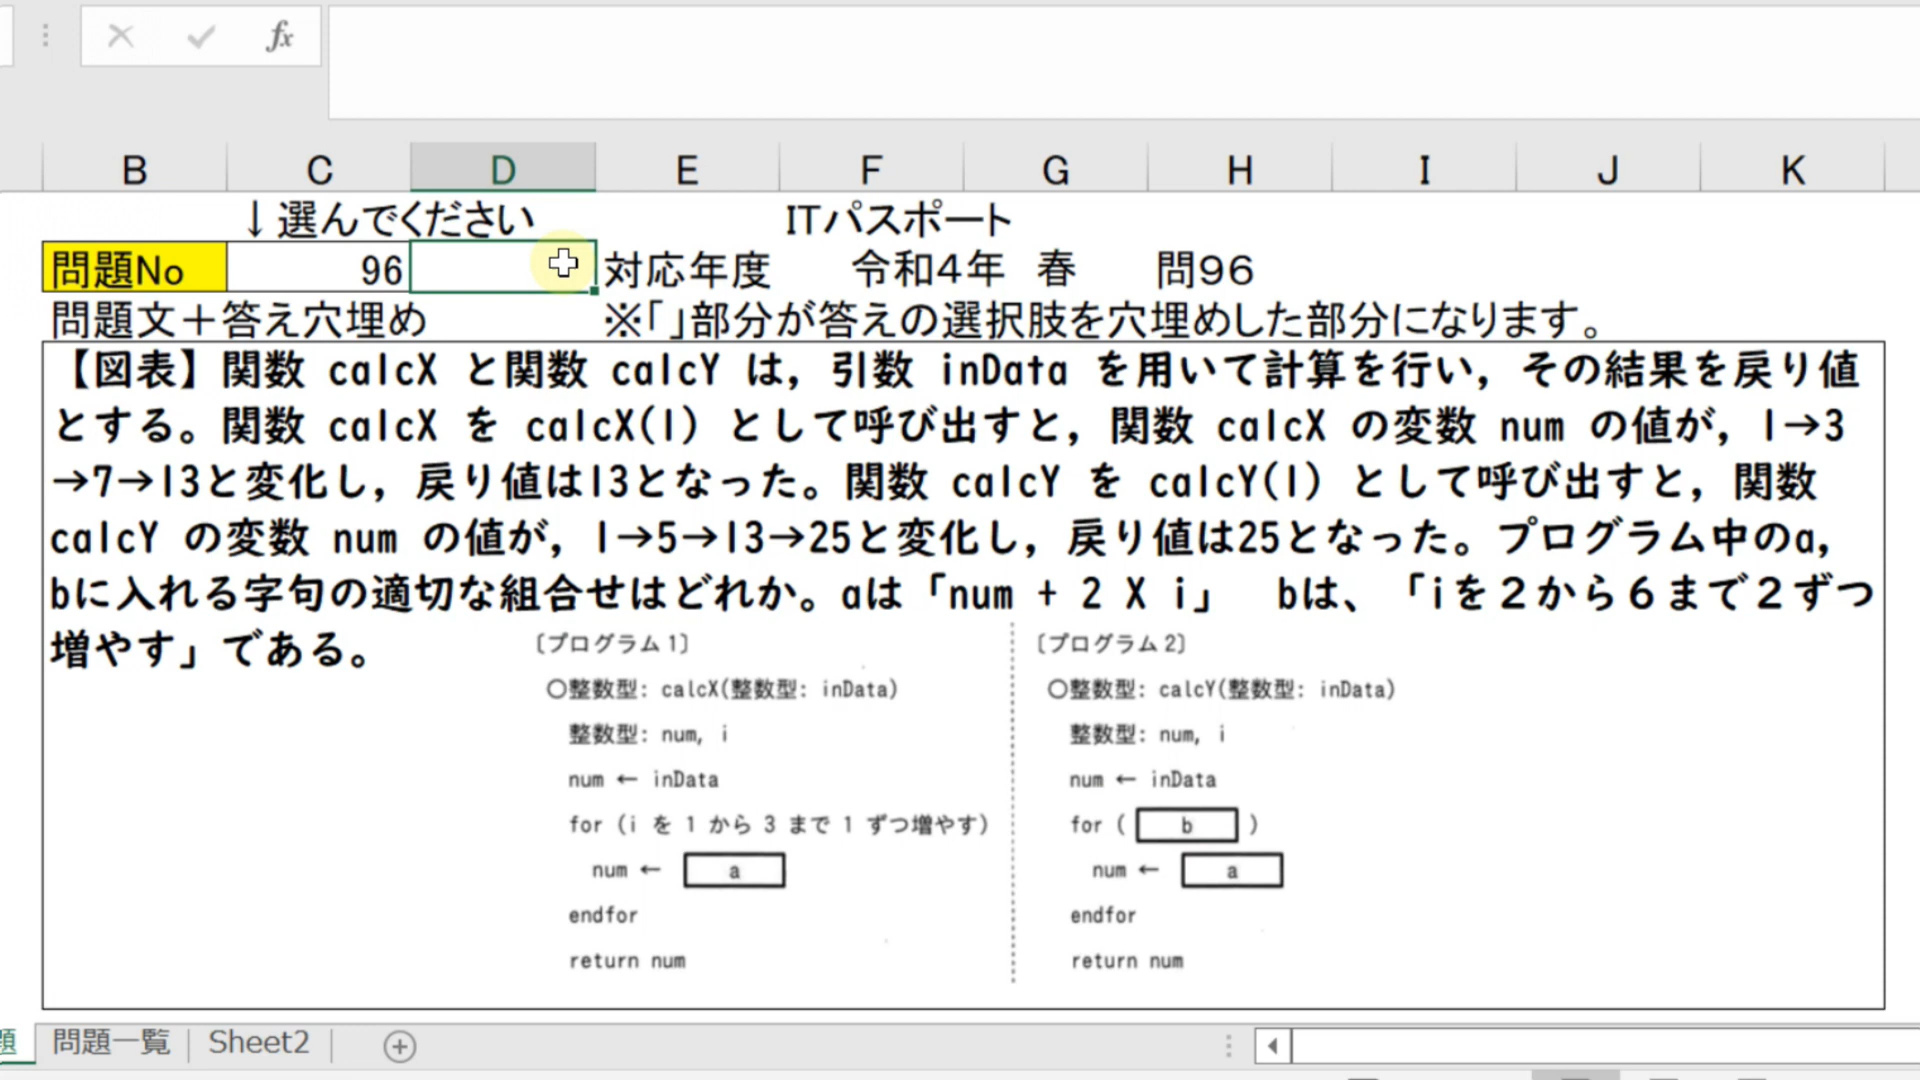 fx
B C D E F G H I J K
↓選んでください ITパスポート
問題No 96 対応年度 令和4年 春 問96
問題文＋答え穴埋め ※「」部分が答えの選択肢を穴埋めした部分になります。
【図表】関数 calcX と関数 calcY は，引数 inData を用いて計算を行い，その結果を戻り値
とする。関数 calcX を calcX(1) として呼び出すと，関数 calcX の変数 num の値が，1→3
→7→13と変化し，戻り値は13となった。関数 calcY を calcY(1) として呼び出すと，関数
calcY の変数 num の値が，1→5→13→25と変化し，戻り値は25となった。プログラム中のa，
bに入れる字句の適切な組合せはどれか。aは「num + 2 X i」　bは、「iを２から６まで２ずつ
増やす」である。
〔プログラム1〕
○整数型: calcX(整数型: inData)
整数型: num, i
num ← inData
for (i を 1 から 3 まで 1 ずつ増やす)
num ← a
endfor
return num
〔プログラム2〕
○整数型: calcY(整数型: inData)
整数型: num, i
num ← inData
for ( b )
num ← a
endfor
return num
題 問題一覧 Sheet2